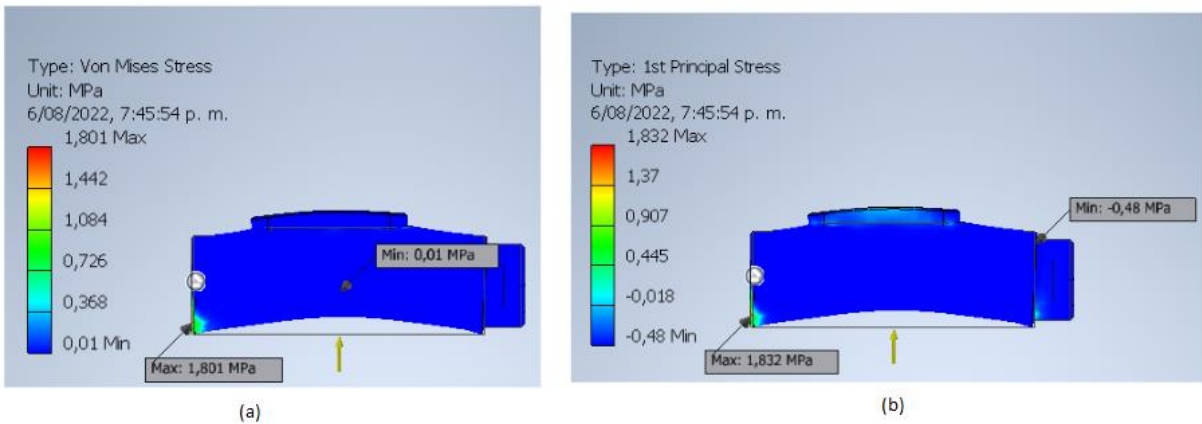 Type: Von Mises Stress
Unit: MPa
6/08/2022, 7:45:54 p. m.
1,801 Max
1,442
1,084
0,726
0,368
0,01 Min
Min: 0,01 MPa
Max: 1,801 MPa
(a)
Type: 1st Principal Stress
Unit: MPa
6/08/2022, 7:45:54 p. m.
1,832 Max
1,37
0,907
0,445
-0,018
-0,48 Min
Min: -0,48 MPa
Max: 1,832 MPa
(b)